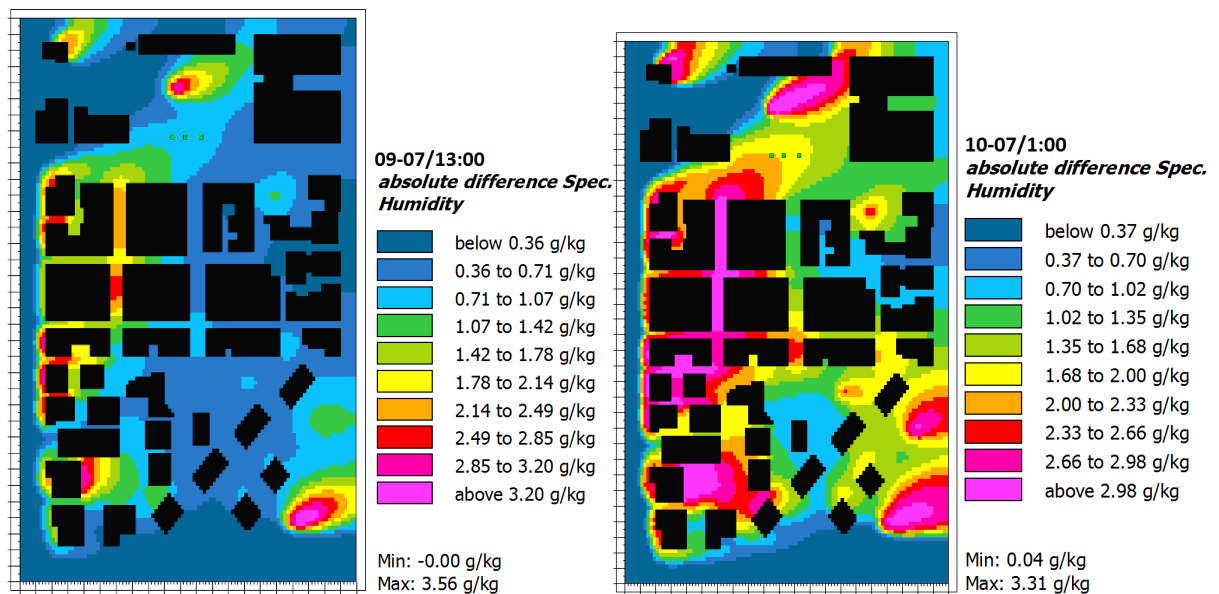 09-07/13:00
absolute difference Spec.
Humidity
below 0.36 g/kg
0.36 to 0.71 g/kg
0.71 to 1.07 g/kg
1.07 to 1.42 g/kg
1.42 to 1.78 g/kg
1.78 to 2.14 g/kg
2.14 to 2.49 g/kg
2.49 to 2.85 g/kg
2.85 to 3.20 g/kg
above 3.20 g/kg
Min: -0.00 g/kg
Max: 3.56 g/kg
10-07/1:00
absolute difference Spec.
Humidity
below 0.37 g/kg
0.37 to 0.70 g/kg
0.70 to 1.02 g/kg
1.02 to 1.35 g/kg
1.35 to 1.68 g/kg
1.68 to 2.00 g/kg
2.00 to 2.33 g/kg
2.33 to 2.66 g/kg
2.66 to 2.98 g/kg
above 2.98 g/kg
Min: 0.04 g/kg
Max: 3.31 g/kg